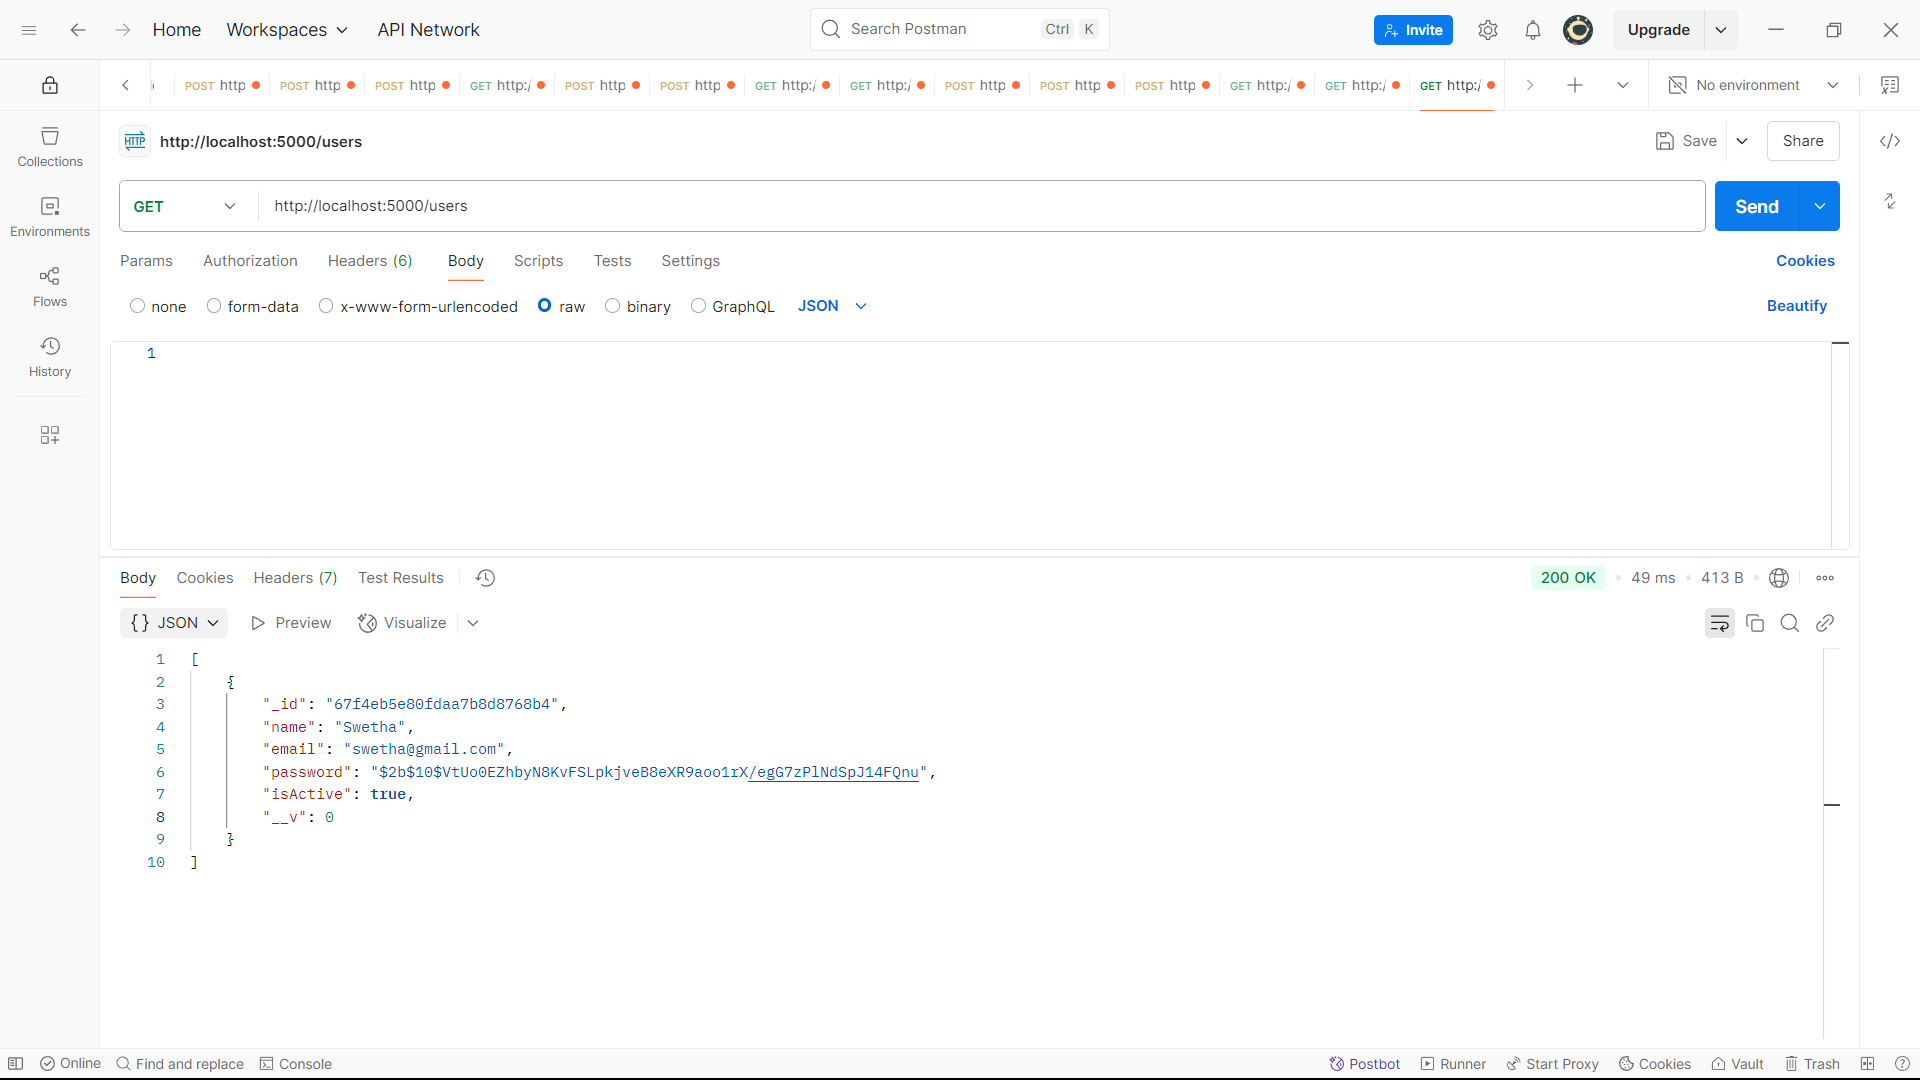 Home Workspaces API Network Search Postman Ctrl K Invite Upgrade
POST http POST http POST http GET http:/ POST http POST http GET http:/ GET http:/ POST http POST http POST http GET http:/ GET http:/ GET http:/ No environment
HTTP http://localhost:5000/users Save Share
Collections
GET http://localhost:5000/users Send
Environments
Params Authorization Headers (6) Body Scripts Tests Settings Cookies
Flows
none form-data x-www-form-urlencoded raw binary GraphQL JSON Beautify
1
History
Body Cookies Headers (7) Test Results 200 OK 49 ms 413 B
{} JSON Preview Visualize
1 [
2 {
3 "_id": "67f4eb5e80fdaa7b8d8768b4",
4 "name": "Swetha",
5 "email": "swetha@gmail.com",
6 "password": "$2b$10$VtUo0EZhbyN8KvFSLpkjveB8eXR9aoo1rX/egG7zPlNdSpJ14FQnu",
7 "isActive": true,
8 "__v": 0
9 }
10 ]
Online Find and replace Console Postbot Runner Start Proxy Cookies Vault Trash